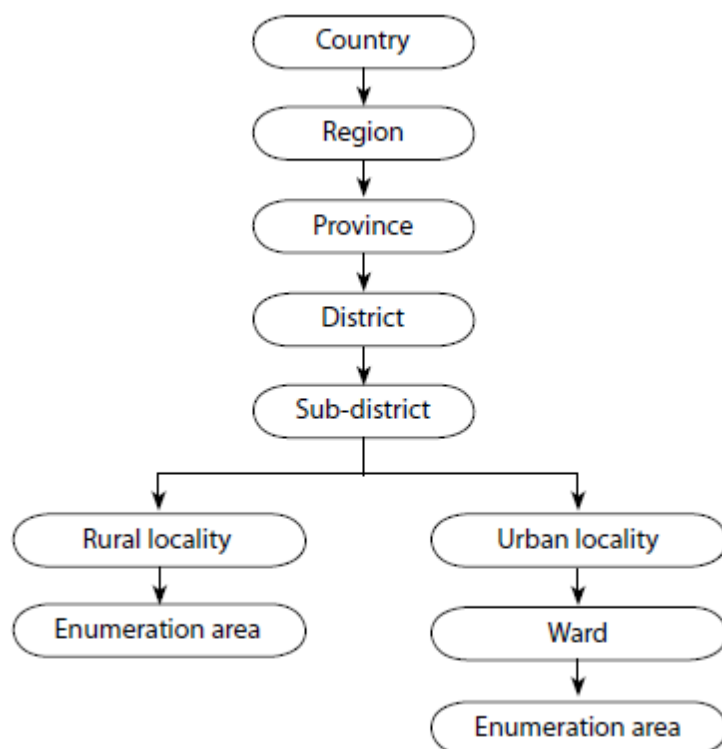 Country
Region
Province
District
Sub-district
Rural locality
Urban locality
Enumeration area
Ward
Enumeration area